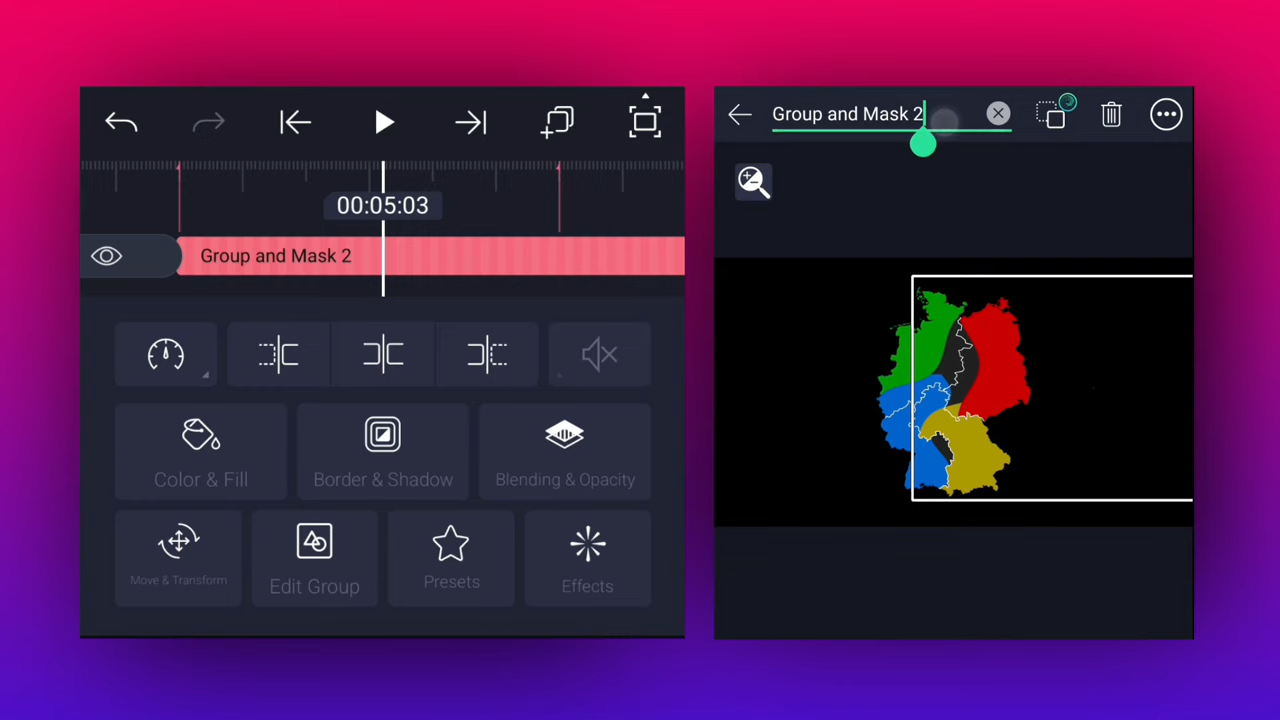 00:05:03
Group and Mask 2
Color & Fill
Border & Shadow
Blending & Opacity
Move & Transform
Edit Group
Presets
Effects
Group and Mask 2